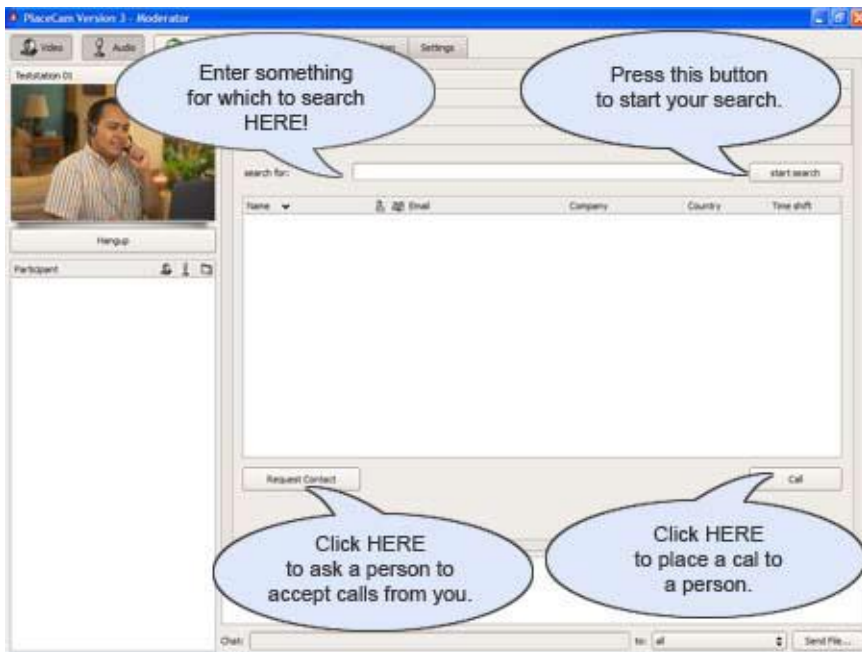 PlaceCam Version 3 - Moderator
Video
Audio
Settings
Teststation 01
Enter something
for which to search
HERE!
Press this button
to start your search.
search for:
start search
Name
Email
Company
Country
Time shift
Hangup
Participant
Request Contact
Call
Click HERE
to ask a person to
accept calls from you.
Click HERE
to place a cal to
a person.
Chat:
to:
all
Send File...